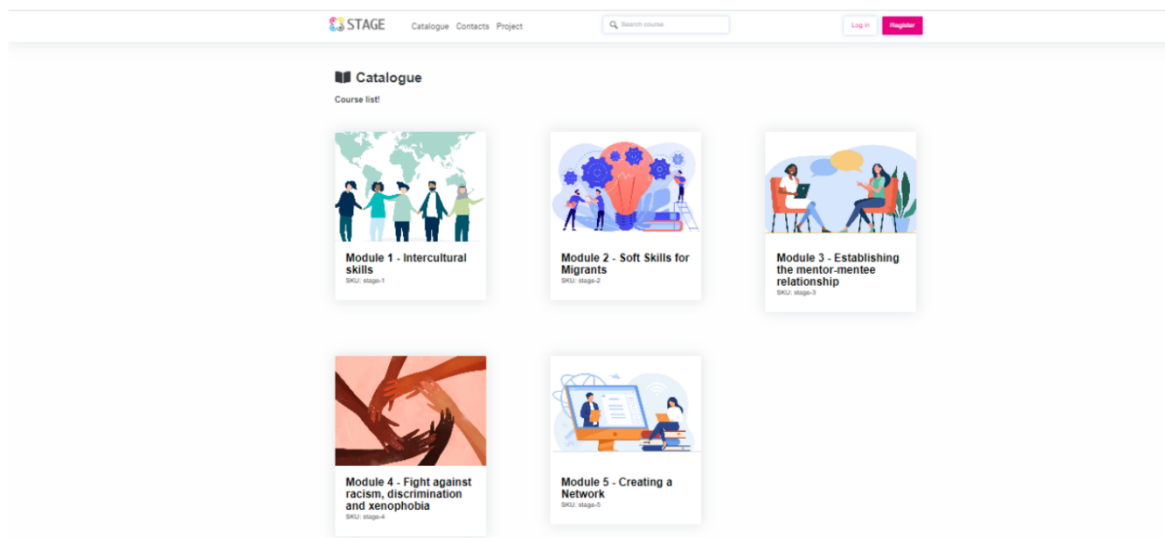 STAGE
Catalogue Contacts Project
Search course
Log in
Register
Catalogue
Course list!
Module 1 - Intercultural
skills
SKU: stage-1
Module 2 - Soft Skills for
Migrants
SKU: stage-2
Module 3 - Establishing
the mentor-mentee
relationship
SKU: stage-3
Module 4 - Fight against
racism, discrimination
and xenophobia
SKU: stage-4
Module 5 - Creating a
Network
SKU: stage-5